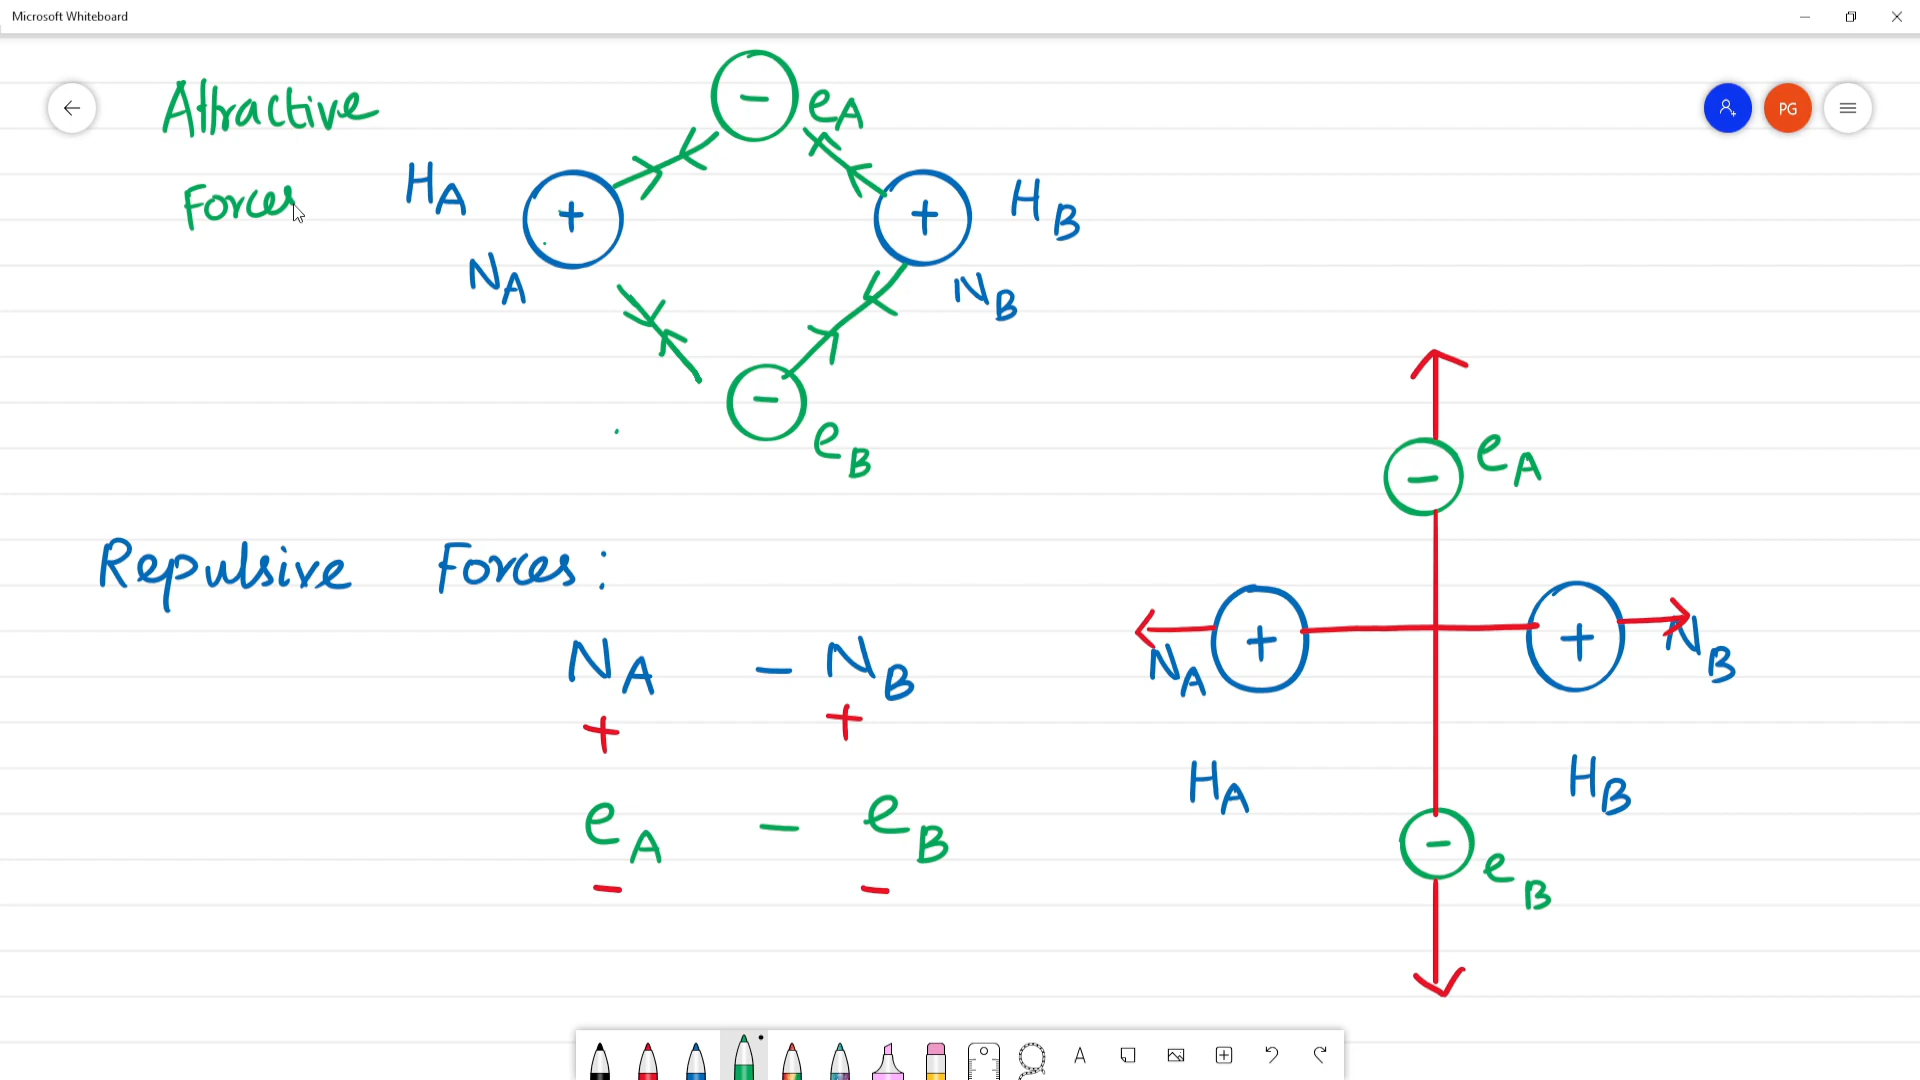 Microsoft Whiteboard
Attractive
Forces
- eA
HA + + HB
NA NB
- eB
Repulsive Forces :
NA - NB
+ +
eA - eB
- -
- eA
+ + NB
NA
HA HB
- eB
PG
A